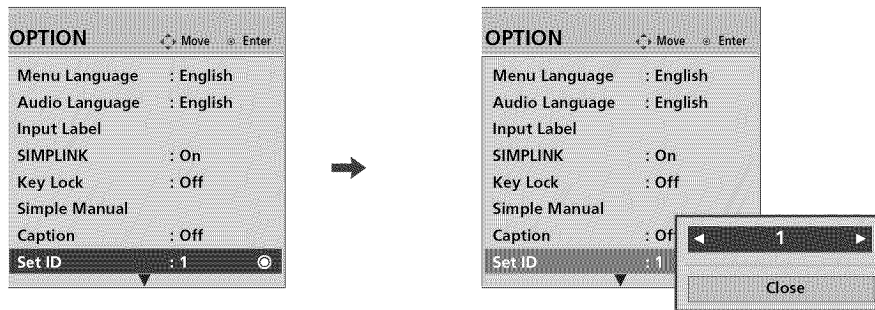 OPTION Move Enter
Menu Language : English
Audio Language : English
Input Label
SIMPLINK : On
Key Lock : Off
Simple Manual
Caption : Off
Set ID : 1
OPTION Move Enter
Menu Language : English
Audio Language : English
Input Label
SIMPLINK : On
Key Lock : Off
Simple Manual
Caption : Of
Set ID : 1
1
Close